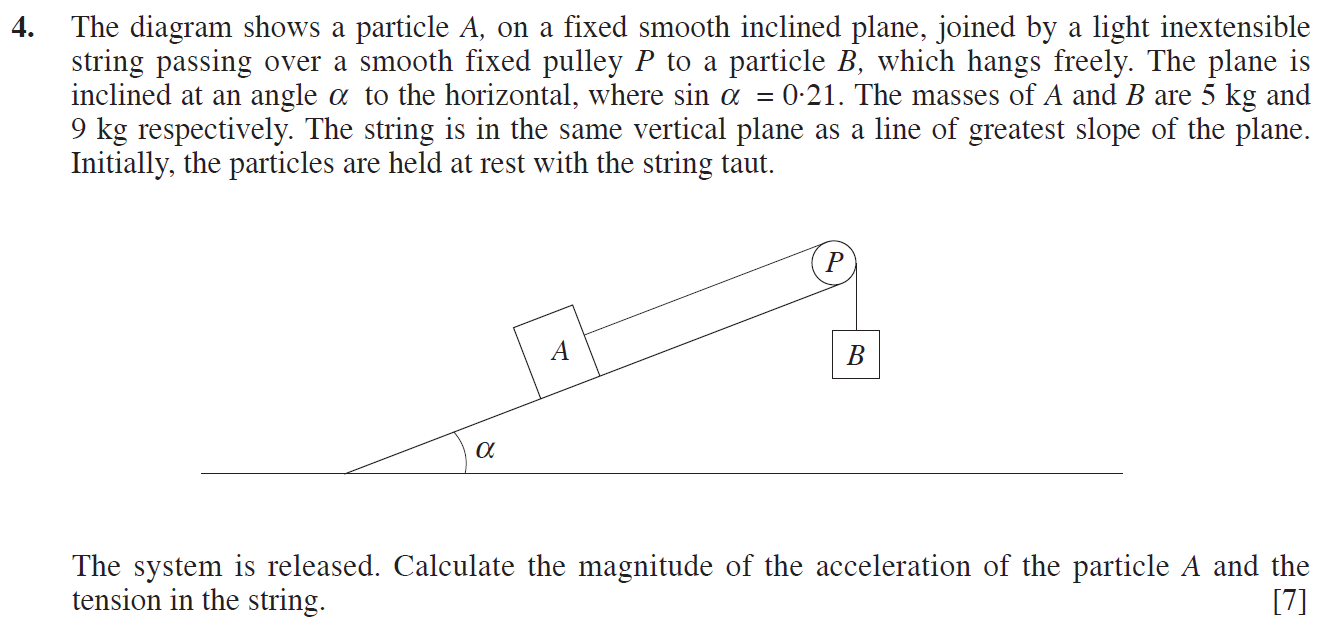 4. The diagram shows a particle A, on a fixed smooth inclined plane, joined by a light inextensible
string passing over a smooth fixed pulley P to a particle B, which hangs freely. The plane is
inclined at an angle α to the horizontal, where sin α = 0·21. The masses of A and B are 5 kg and
9 kg respectively. The string is in the same vertical plane as a line of greatest slope of the plane.
Initially, the particles are held at rest with the string taut.
P
A
B
α
The system is released. Calculate the magnitude of the acceleration of the particle A and the
tension in the string. [7]